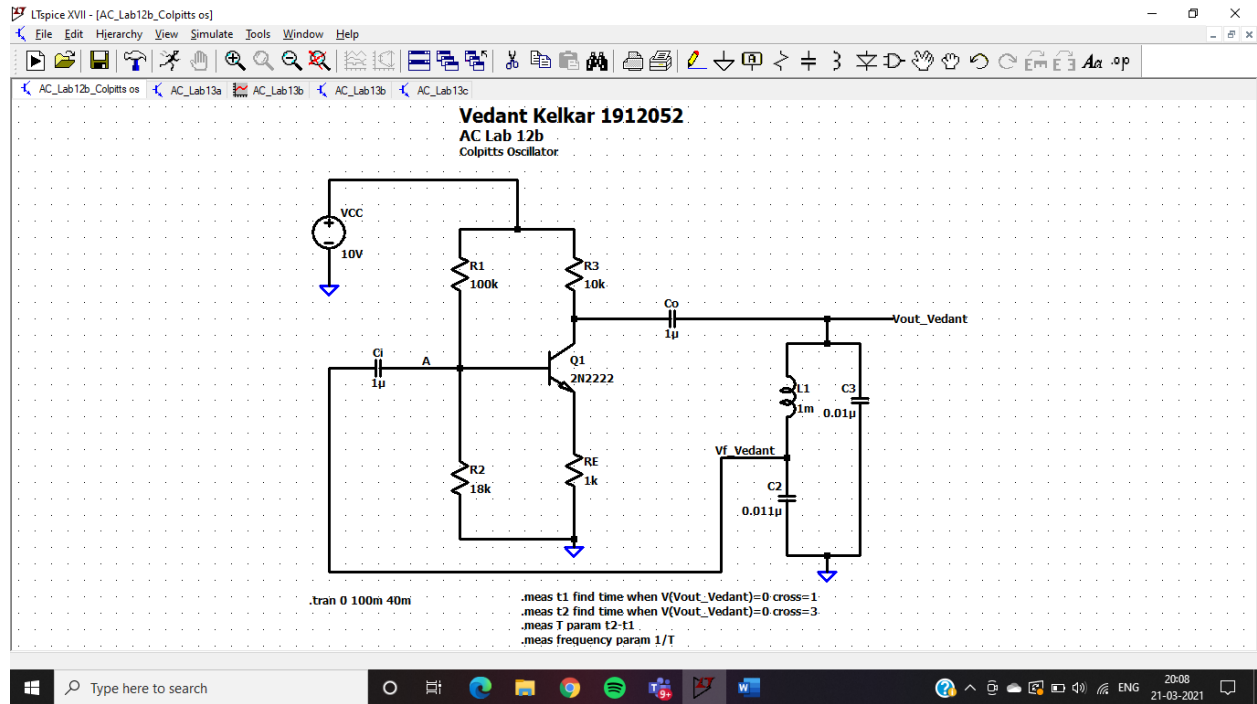 LTspice XVII - [AC_Lab12b_Colpitts os]
File Edit Hierarchy View Simulate Tools Window Help
Aa .op
AC_Lab12b_Colpitts os AC_Lab13a AC_Lab13b AC_Lab13b AC_Lab13c
Vedant Kelkar 1912052
AC Lab 12b
Colpitts Oscillator
VCC
10V
R1
100k
R3
10k
Co
1µ
Vout_Vedant
Ci
1µ
A
Q1
2N2222
L1
1m
C3
0.01µ
Vf_Vedant
R2
18k
RE
1k
C2
0.011µ
.tran 0 100m 40m
.meas t1 find time when V(Vout_Vedant)=0 cross=1
.meas t2 find time when V(Vout_Vedant)=0 cross=3
.meas T param t2-t1
.meas frequency param 1/T
Type here to search
9+
ENG
20:08
21-03-2021